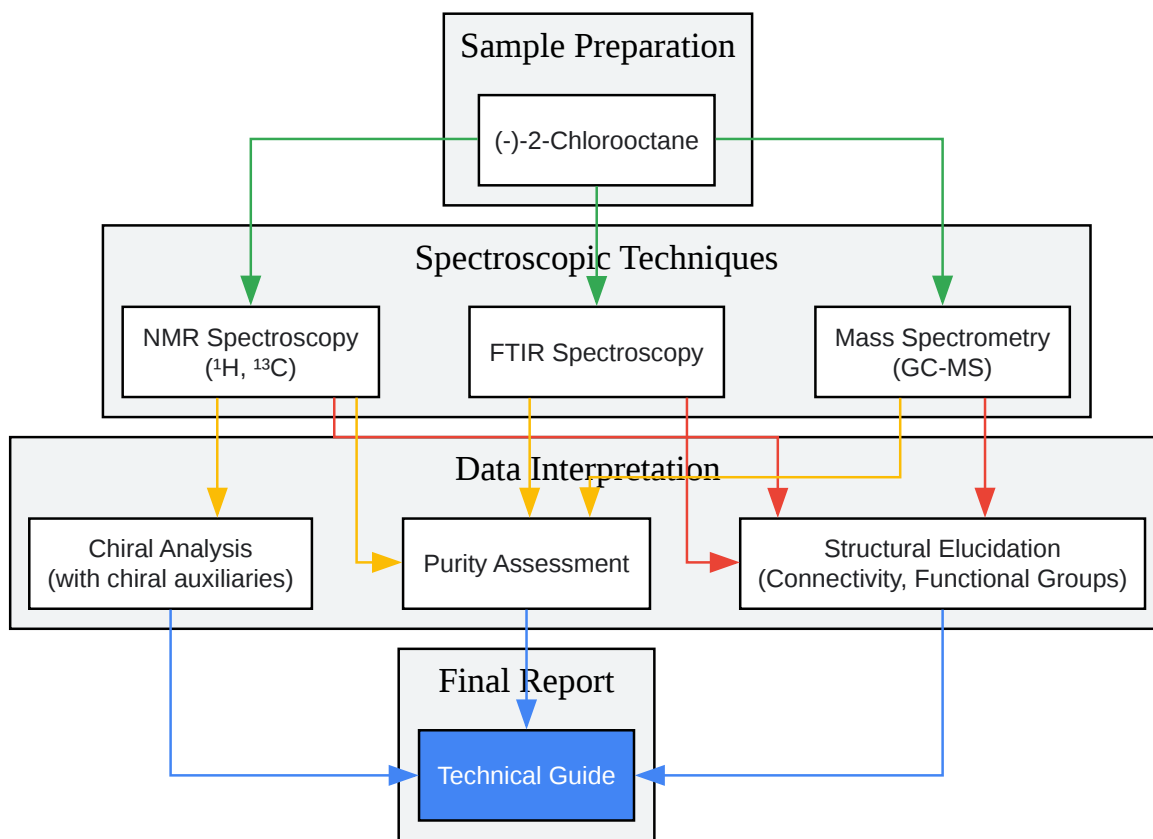 Sample Preparation
(-)-2-Chlorooctane
Spectroscopic Techniques
NMR Spectroscopy
(¹H, ¹³C)
FTIR Spectroscopy
Mass Spectrometry
(GC-MS)
Data Interpretation
Chiral Analysis
(with chiral auxiliaries)
Purity Assessment
Structural Elucidation
(Connectivity, Functional Groups)
Final Report
Technical Guide